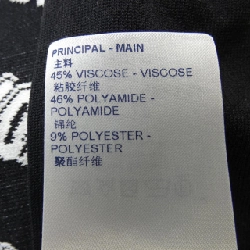 PRINCIPAL - MAIN
主料
45% VISCOSE - VISCOSE
粘胶纤维
46% POLYAMIDE -
POLYAMIDE
锦纶
9% POLYESTER -
POLYESTER
聚酯纤维